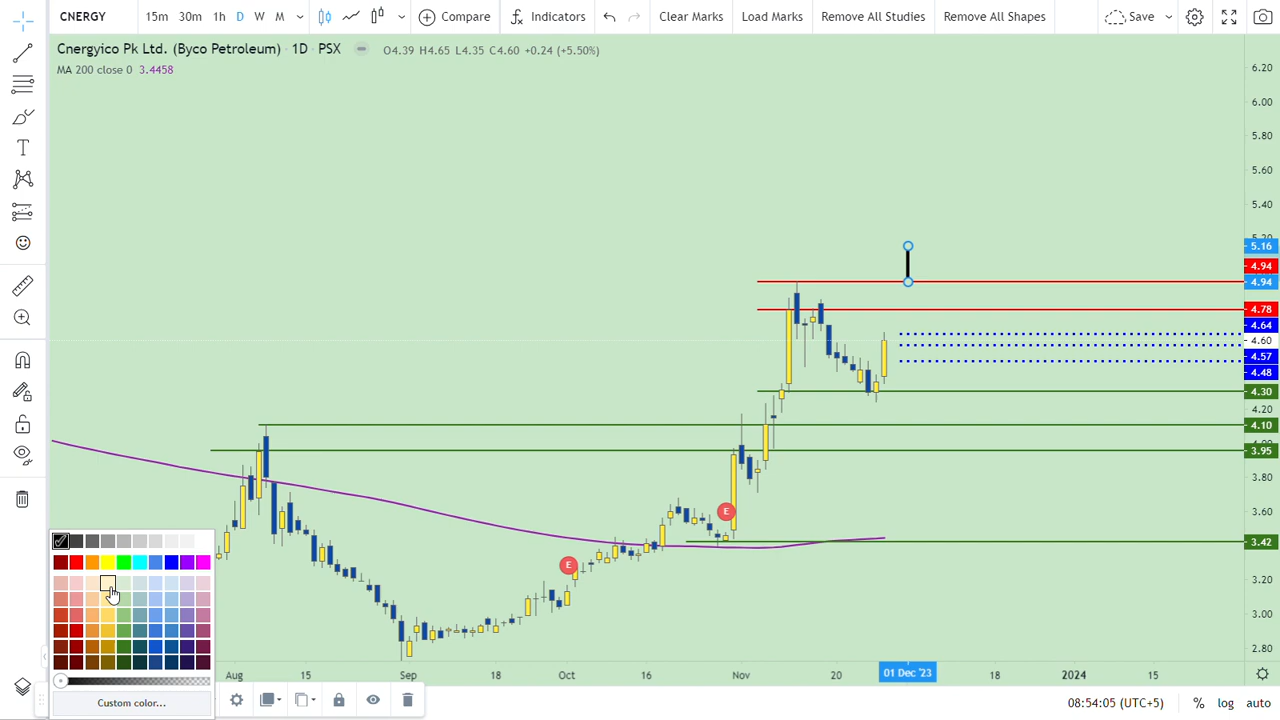 CNERGY 15m 30m 1h D W M Compare Indicators Clear Marks Load Marks Remove All Studies Remove All Shapes Save
Cnergyico Pk Ltd. (Byco Petroleum) · 1D · PSX O4.39 H4.65 L4.35 C4.60 +0.24 (+5.50%)
MA 200 close 0 3.4458
6.20
6.00
5.80
5.60
5.40
5.16
4.94
4.94
4.78
4.64
4.60
4.57
4.48
4.30
4.20
4.10
3.95
3.80
3.60
3.42
3.20
3.00
2.80
E
E
Aug 15 Sep 18 Oct 16 Nov 20 01 Dec '23 18 2024 15
Custom color...
08:54:05 (UTC+5) % log auto